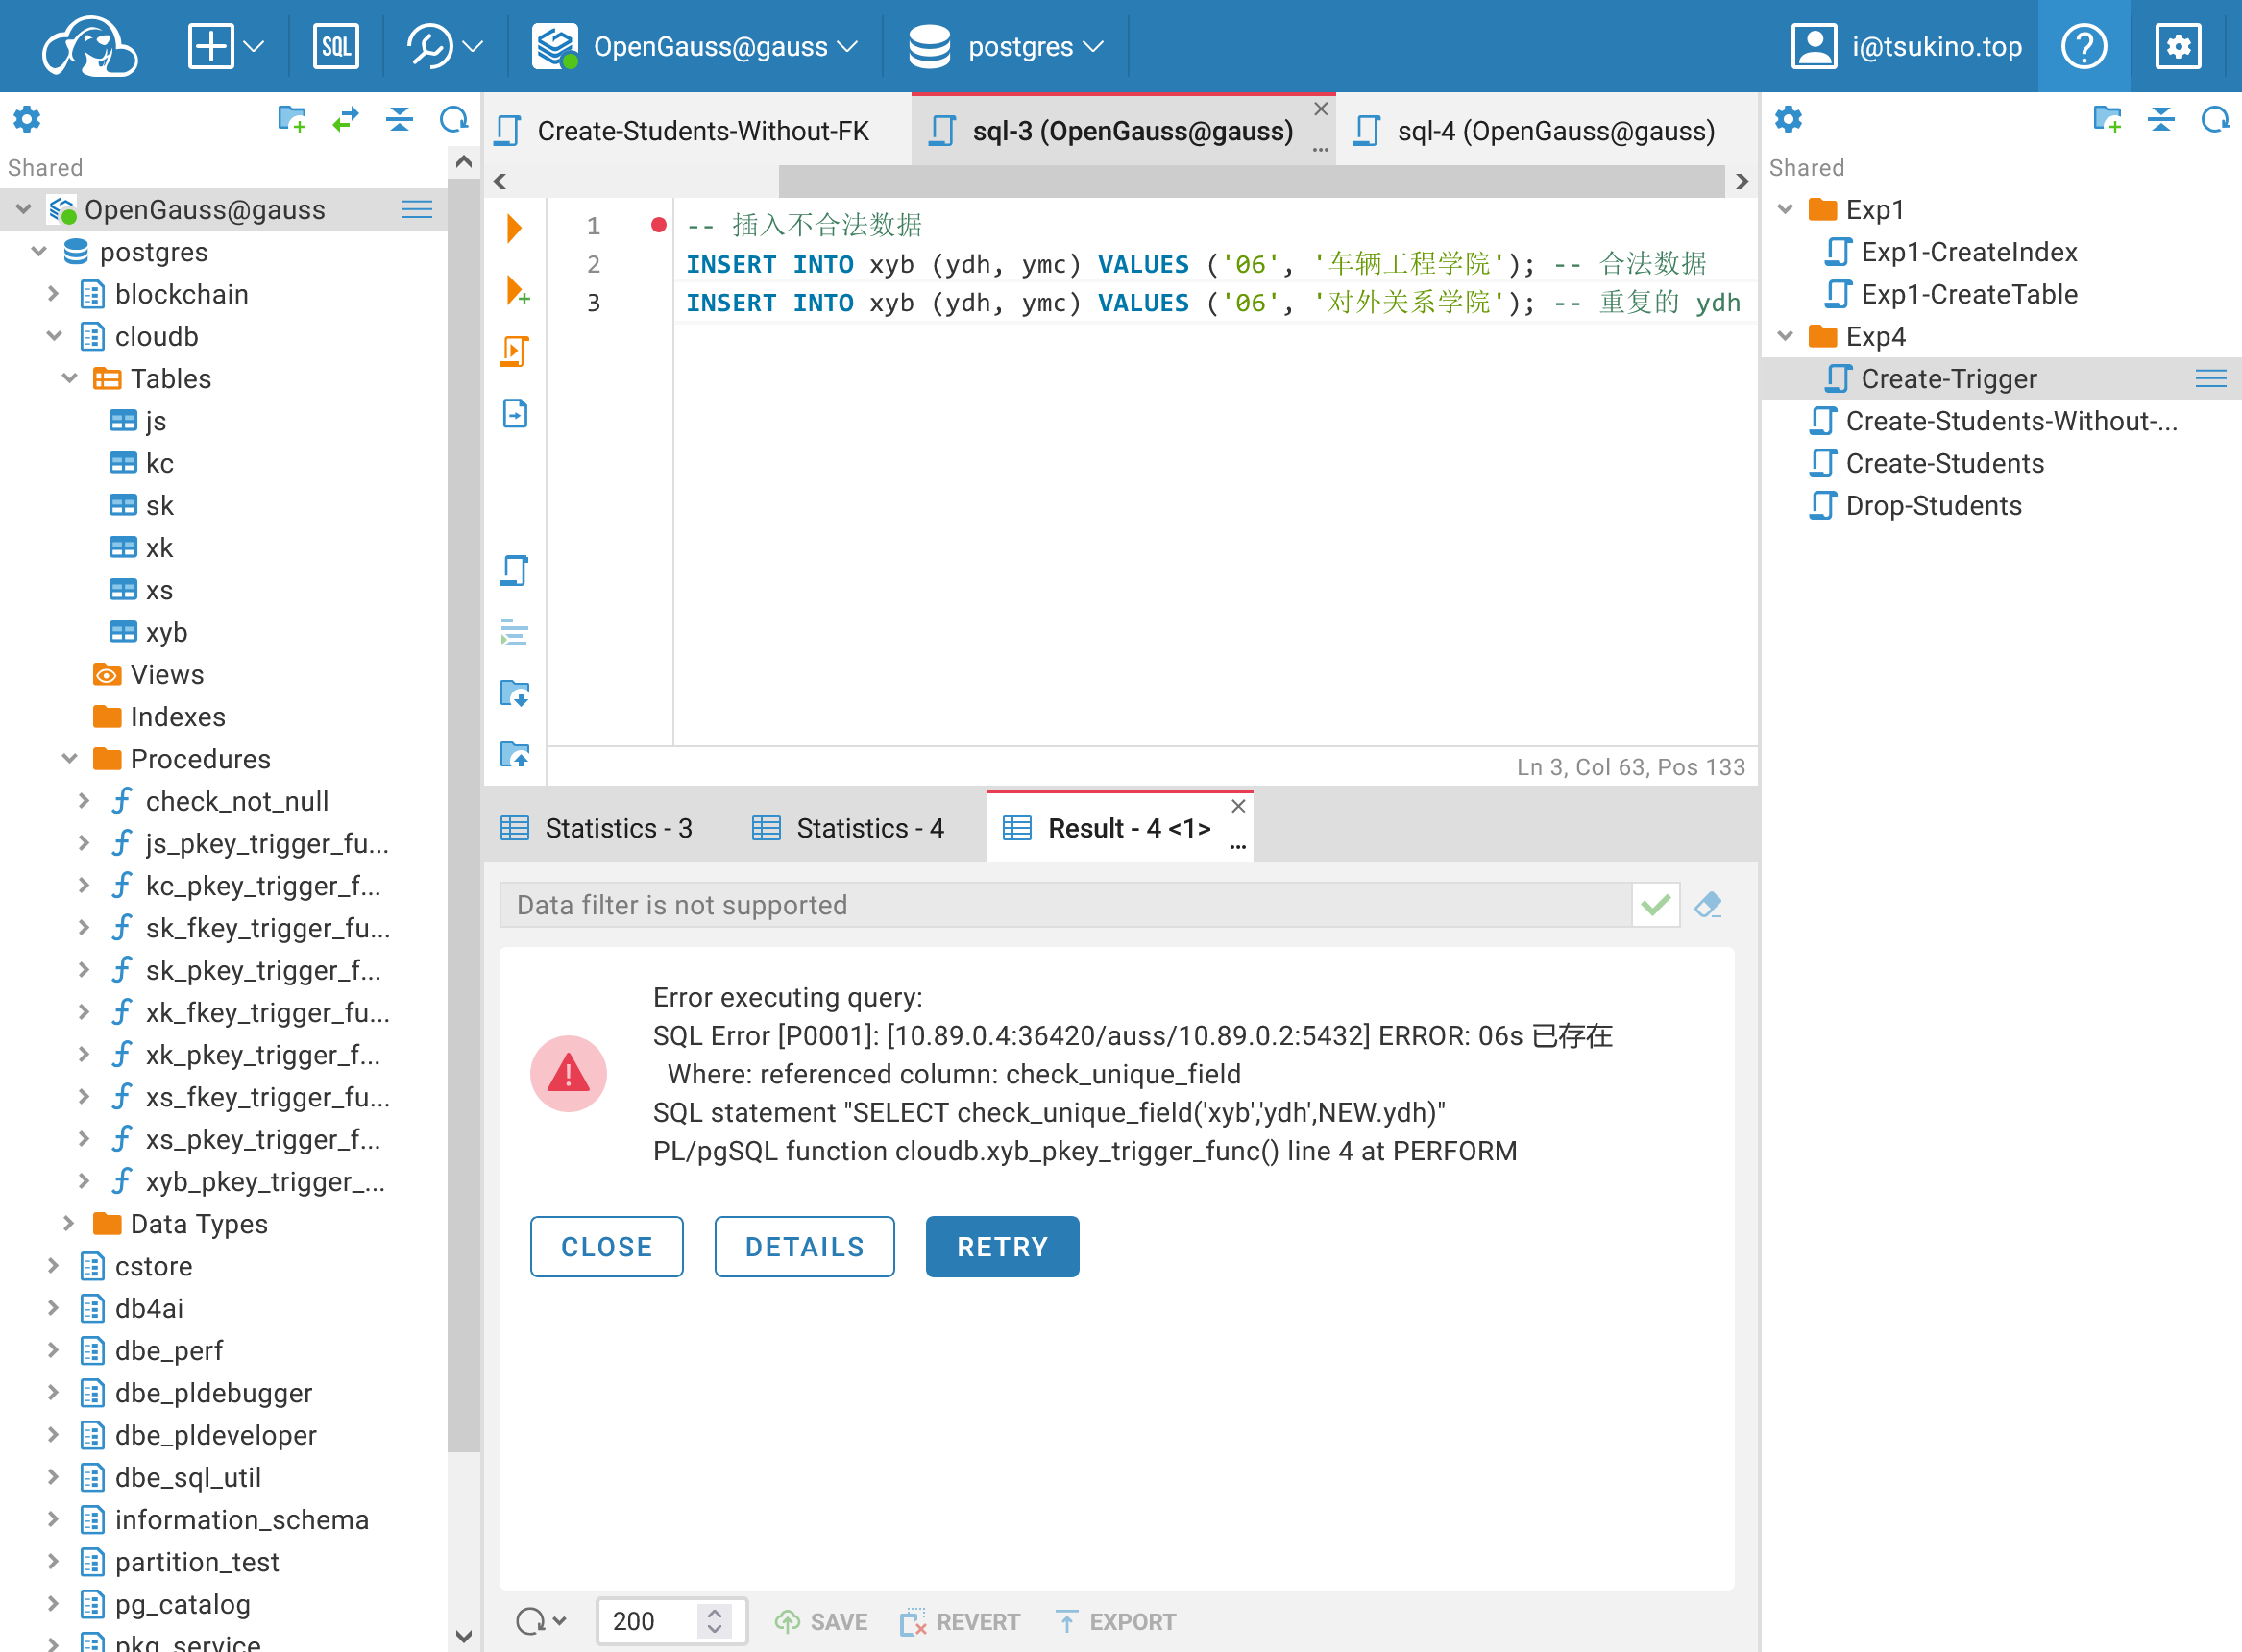 SQL
OpenGauss@gauss
postgres
i@tsukino.top
Shared
OpenGauss@gauss
postgres
blockchain
cloudb
Tables
js
kc
sk
xk
xs
xyb
Views
Indexes
Procedures
check_not_null
js_pkey_trigger_fu...
kc_pkey_trigger_f...
sk_fkey_trigger_fu...
sk_pkey_trigger_f...
xk_fkey_trigger_fu...
xk_pkey_trigger_f...
xs_fkey_trigger_fu...
xs_pkey_trigger_f...
xyb_pkey_trigger_...
Data Types
cstore
db4ai
dbe_perf
dbe_pldebugger
dbe_pldeveloper
dbe_sql_util
information_schema
partition_test
pg_catalog
pkg_service
Create-Students-Without-FK
sql-3 (OpenGauss@gauss)
sql-4 (OpenGauss@gauss)
1 -- 插入不合法数据
2 INSERT INTO xyb (ydh, ymc) VALUES ('06', '车辆工程学院'); -- 合法数据
3 INSERT INTO xyb (ydh, ymc) VALUES ('06', '对外关系学院'); -- 重复的 ydh
Ln 3, Col 63, Pos 133
Statistics - 3
Statistics - 4
Result - 4 <1>
Data filter is not supported
Error executing query:
SQL Error [P0001]: [10.89.0.4:36420/auss/10.89.0.2:5432] ERROR: 06s 已存在
Where: referenced column: check_unique_field
SQL statement "SELECT check_unique_field('xyb','ydh',NEW.ydh)"
PL/pgSQL function cloudb.xyb_pkey_trigger_func() line 4 at PERFORM
CLOSE
DETAILS
RETRY
200
SAVE
REVERT
EXPORT
Shared
Exp1
Exp1-CreateIndex
Exp1-CreateTable
Exp4
Create-Trigger
Create-Students-Without-...
Create-Students
Drop-Students